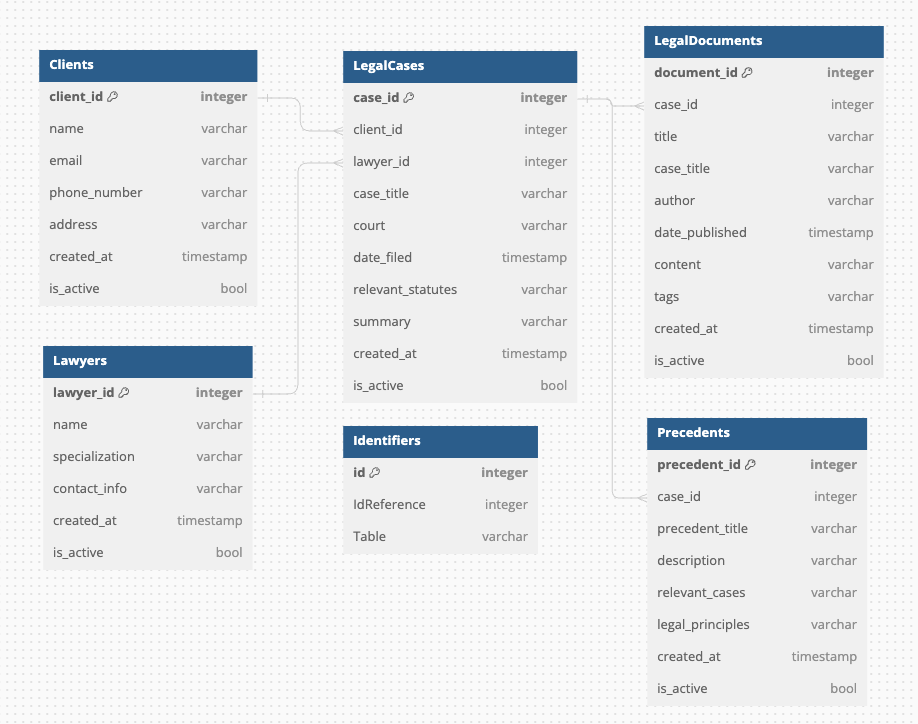 Clients
client_id integer
name varchar
email varchar
phone_number varchar
address varchar
created_at timestamp
is_active bool
Lawyers
lawyer_id integer
name varchar
specialization varchar
contact_info varchar
created_at timestamp
is_active bool
LegalCases
case_id integer
client_id integer
lawyer_id integer
case_title varchar
court varchar
date_filed timestamp
relevant_statutes varchar
summary varchar
created_at timestamp
is_active bool
Identifiers
id integer
IdReference integer
Table varchar
LegalDocuments
document_id integer
case_id integer
title varchar
case_title varchar
author varchar
date_published timestamp
content varchar
tags varchar
created_at timestamp
is_active bool
Precedents
precedent_id integer
case_id integer
precedent_title varchar
description varchar
relevant_cases varchar
legal_principles varchar
created_at timestamp
is_active bool